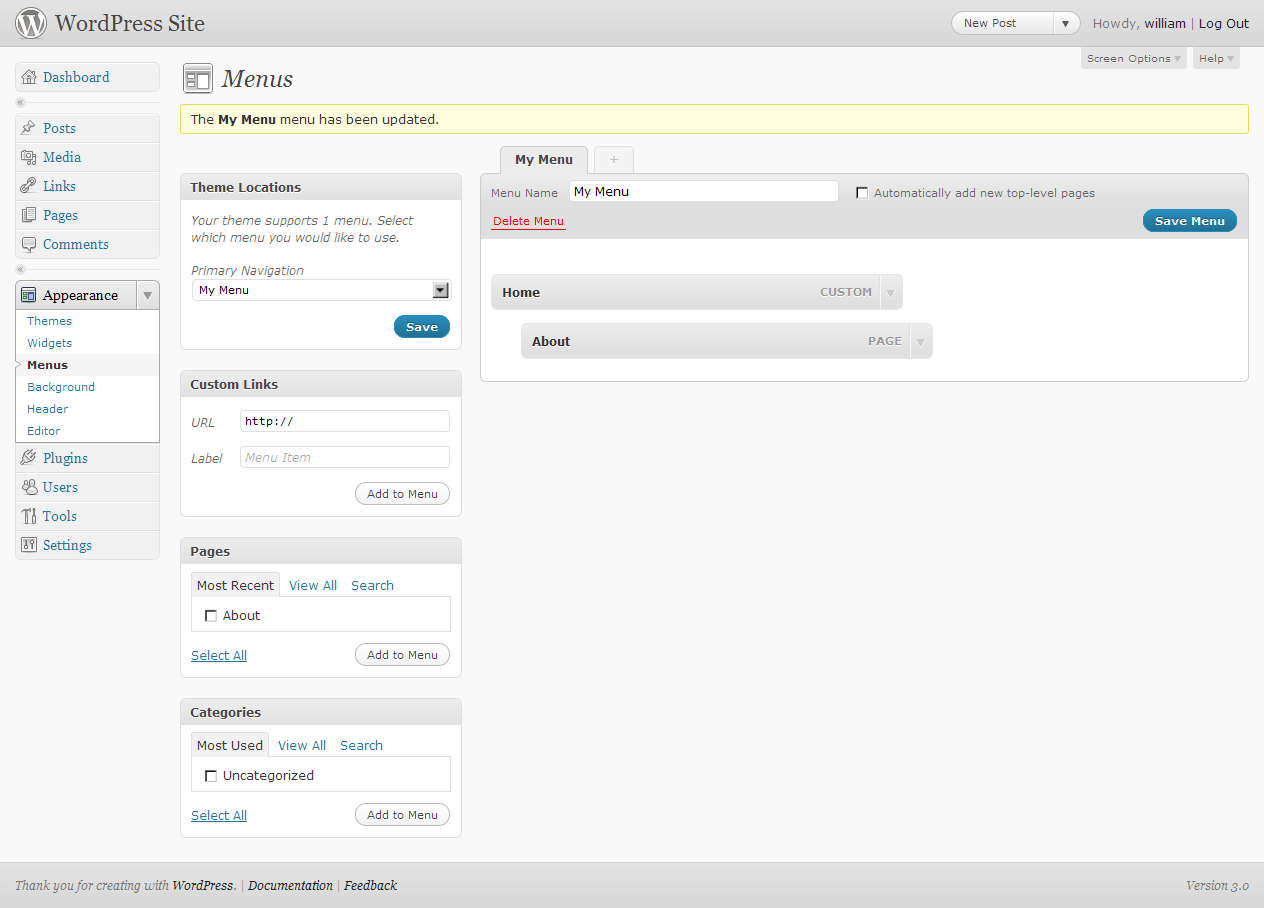 WordPress Site
New Post
Howdy, william | Log Out
Screen Options
Help
Dashboard
Posts
Media
Links
Pages
Comments
Appearance
Themes
Widgets
Menus
Background
Header
Editor
Plugins
Users
Tools
Settings
Menus
The My Menu menu has been updated.
Theme Locations
Your theme supports 1 menu. Select
which menu you would like to use.
Primary Navigation
My Menu
Save
Custom Links
URL http://
Label Menu Item
Add to Menu
Pages
Most Recent View All Search
About
Select All Add to Menu
Categories
Most Used View All Search
Uncategorized
Select All Add to Menu
My Menu +
Menu Name My Menu Automatically add new top-level pages
Delete Menu Save Menu
Home CUSTOM
About PAGE
Thank you for creating with WordPress. | Documentation | Feedback
Version 3.0